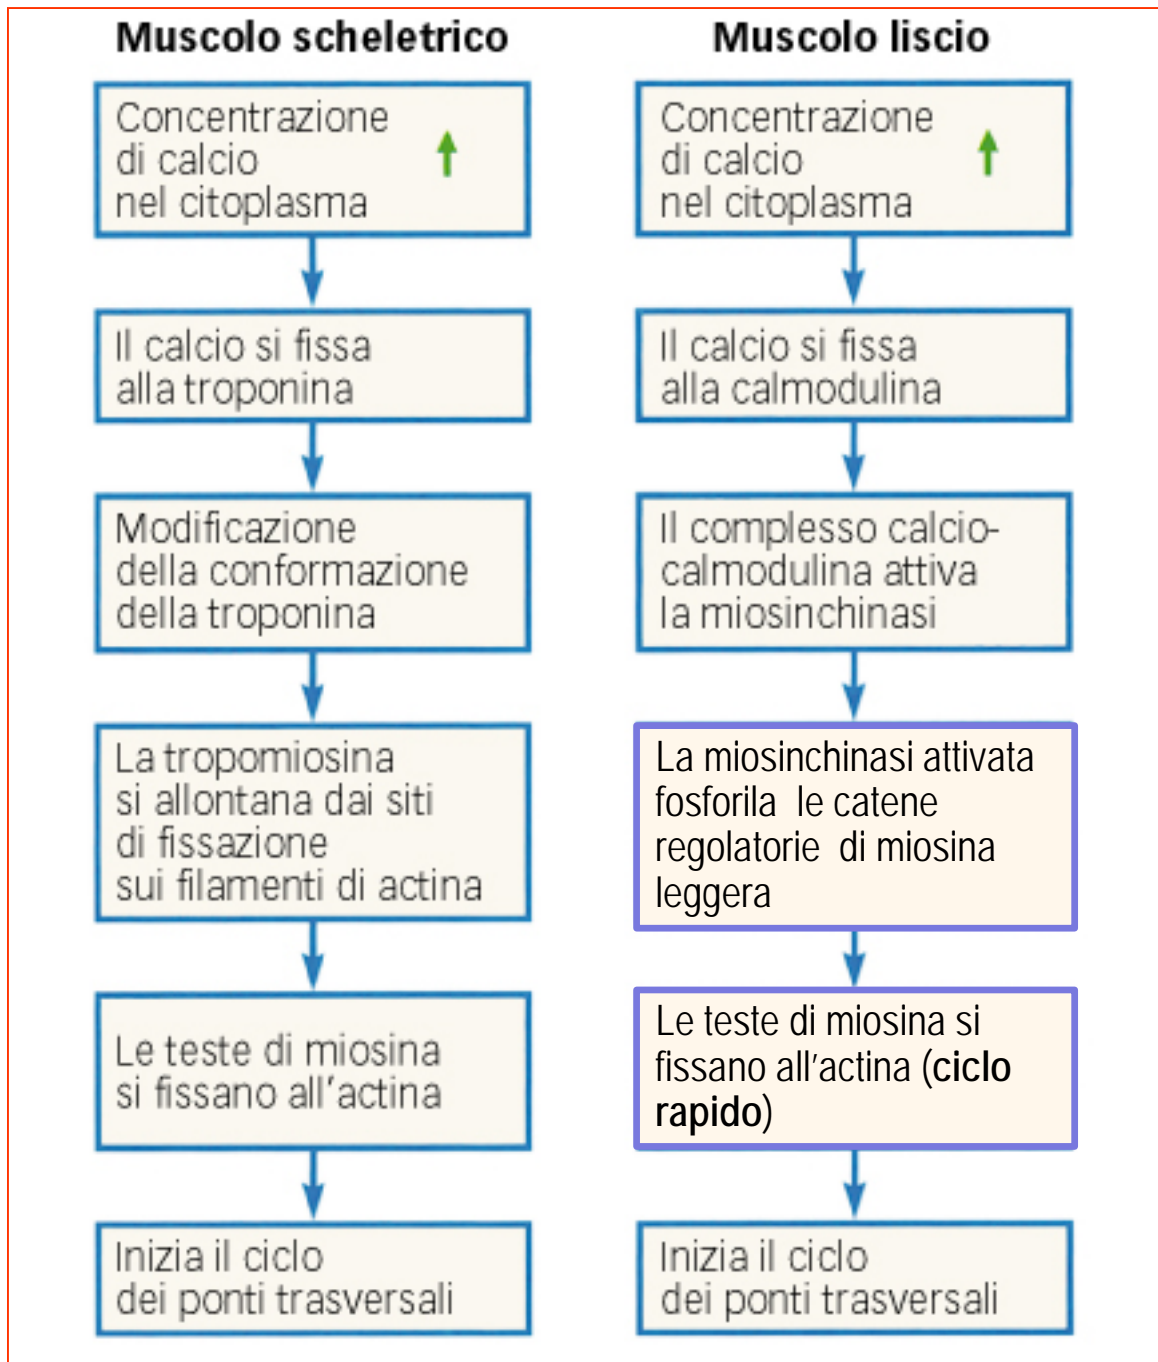 Muscolo scheletrico
Concentrazione
di calcio
nel citoplasma
Il calcio si fissa
alla troponina
Modificazione
della conformazione
della troponina
La tropomiosina
si allontana dai siti
di fissazione
sui filamenti di actina
Le teste di miosina
si fissano all'actina
Inizia il ciclo
dei ponti trasversali
Muscolo liscio
Concentrazione
di calcio
nel citoplasma
Il calcio si fissa
alla calmodulina
Il complesso calcio-
calmodulina attiva
la miosinchinasi
La miosinchinasi attivata
fosforila le catene
regolatorie di miosina
leggera
Le teste di miosina si
fissano all'actina (ciclo
rapido)
Inizia il ciclo
dei ponti trasversali